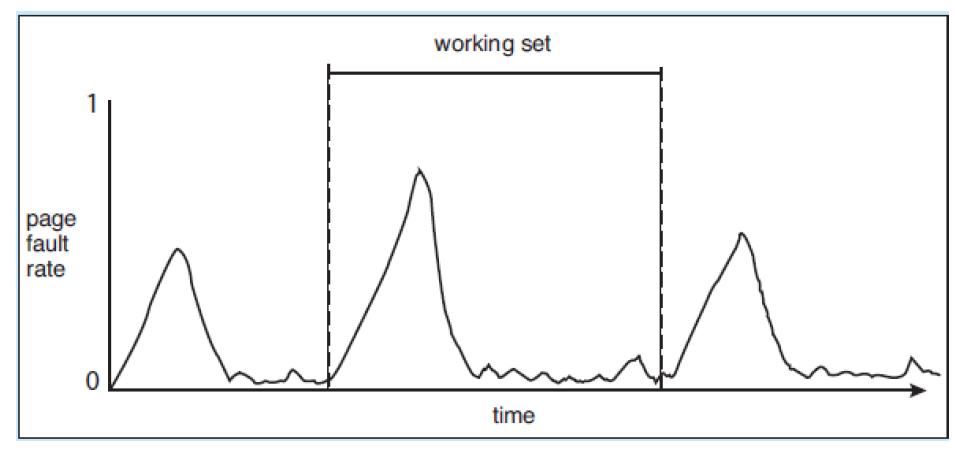 working set
1
page
fault
rate
0
time